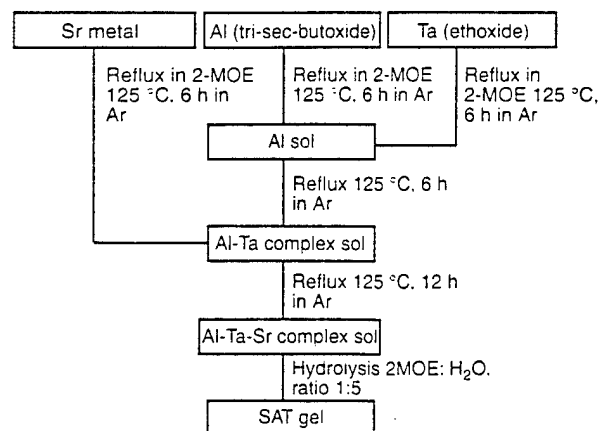 Sr metal
Al (tri-sec-butoxide)
Ta (ethoxide)
Reflux in 2-MOE
125 °C, 6 h in
Ar
Reflux in 2-MOE
125 °C, 6 h in Ar
Reflux in
2-MOE 125 °C,
6 h in Ar
Al sol
Reflux 125 °C, 6 h
in Ar
Al-Ta complex sol
Reflux 125 °C, 12 h
in Ar
Al-Ta-Sr complex sol
Hydrolysis 2MOE: H₂O.
ratio 1:5
SAT gel